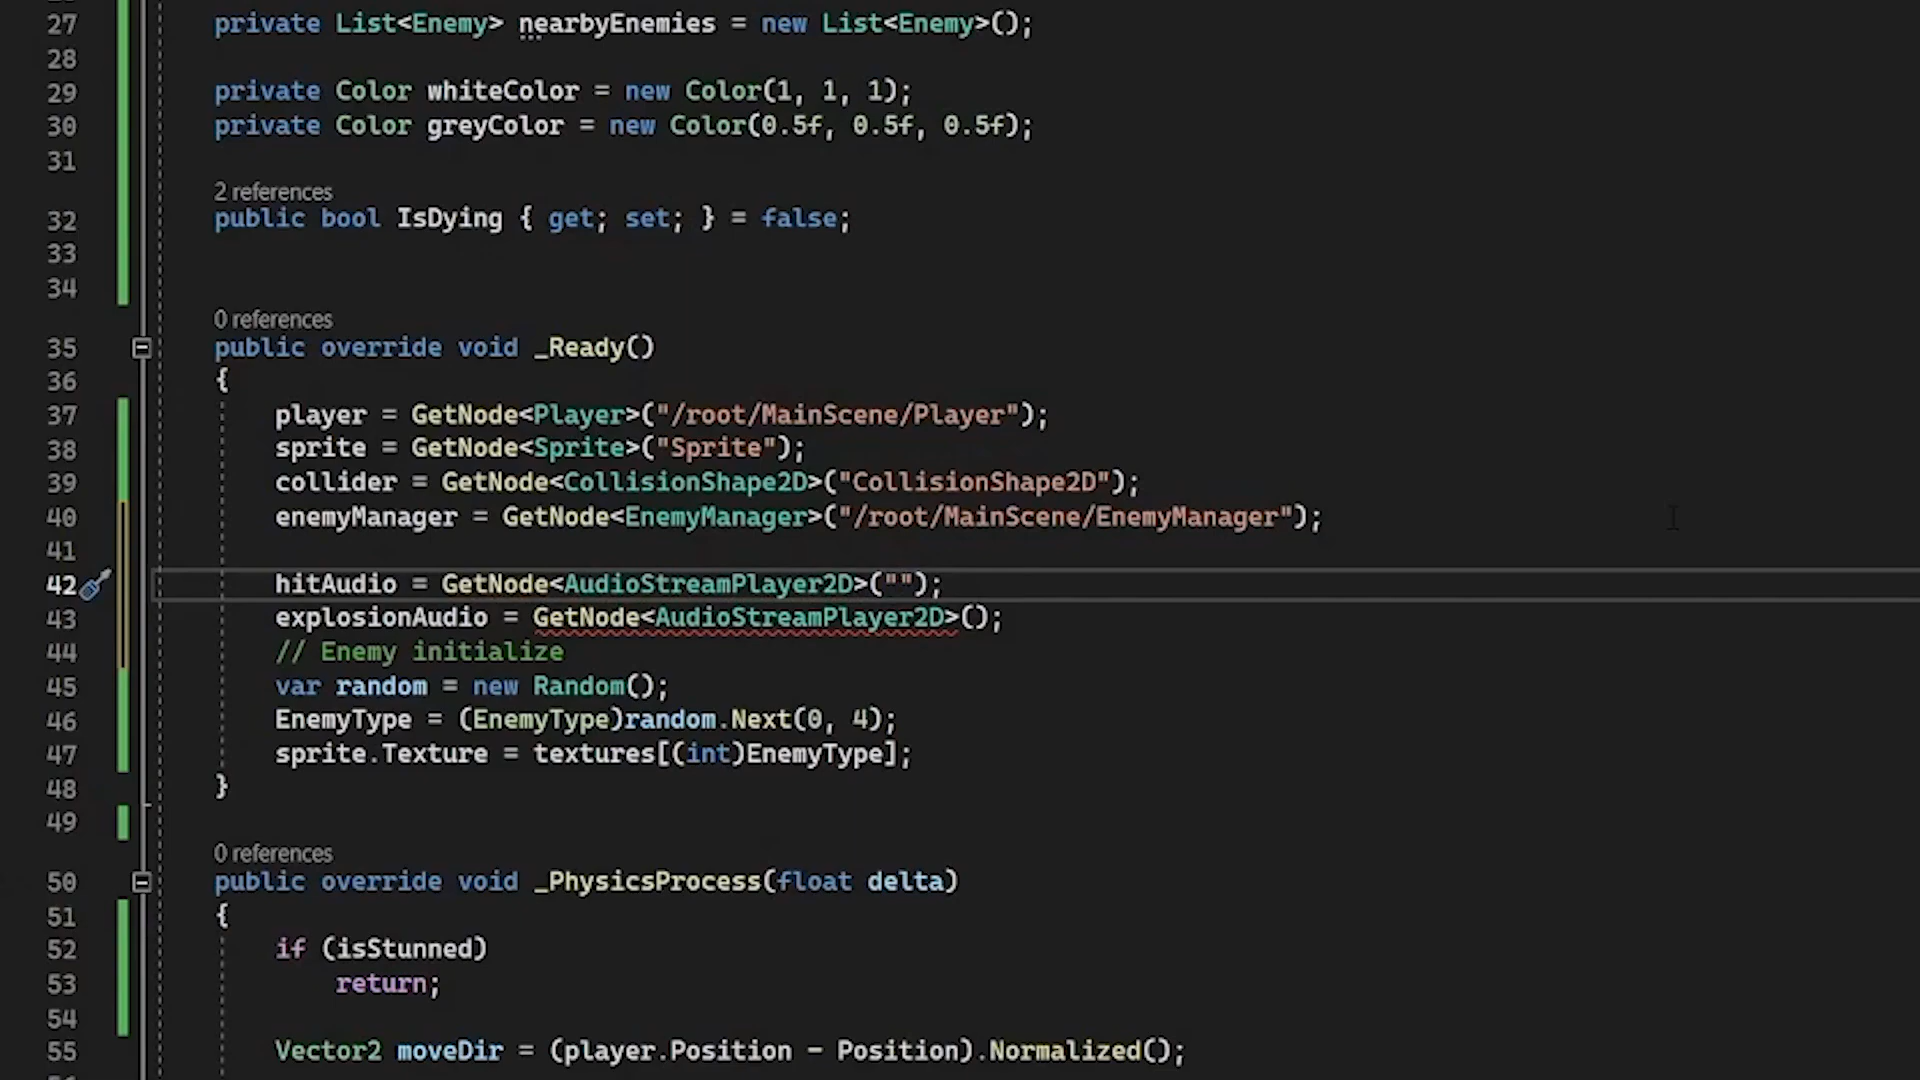 27 private List<Enemy> nearbyEnemies = new List<Enemy>();
28
29 private Color whiteColor = new Color(1, 1, 1);
30 private Color greyColor = new Color(0.5f, 0.5f, 0.5f);
31
2 references
32 public bool IsDying { get; set; } = false;
33
34
0 references
35 public override void _Ready()
36 {
37 player = GetNode<Player>("/root/MainScene/Player");
38 sprite = GetNode<Sprite>("Sprite");
39 collider = GetNode<CollisionShape2D>("CollisionShape2D");
40 enemyManager = GetNode<EnemyManager>("/root/MainScene/EnemyManager");
41
42 hitAudio = GetNode<AudioStreamPlayer2D>("");
43 explosionAudio = GetNode<AudioStreamPlayer2D>();
44 // Enemy initialize
45 var random = new Random();
46 EnemyType = (EnemyType)random.Next(0, 4);
47 sprite.Texture = textures[(int)EnemyType];
48 }
49
0 references
50 public override void _PhysicsProcess(float delta)
51 {
52 if (isStunned)
53 return;
54
55 Vector2 moveDir = (player.Position - Position).Normalized();